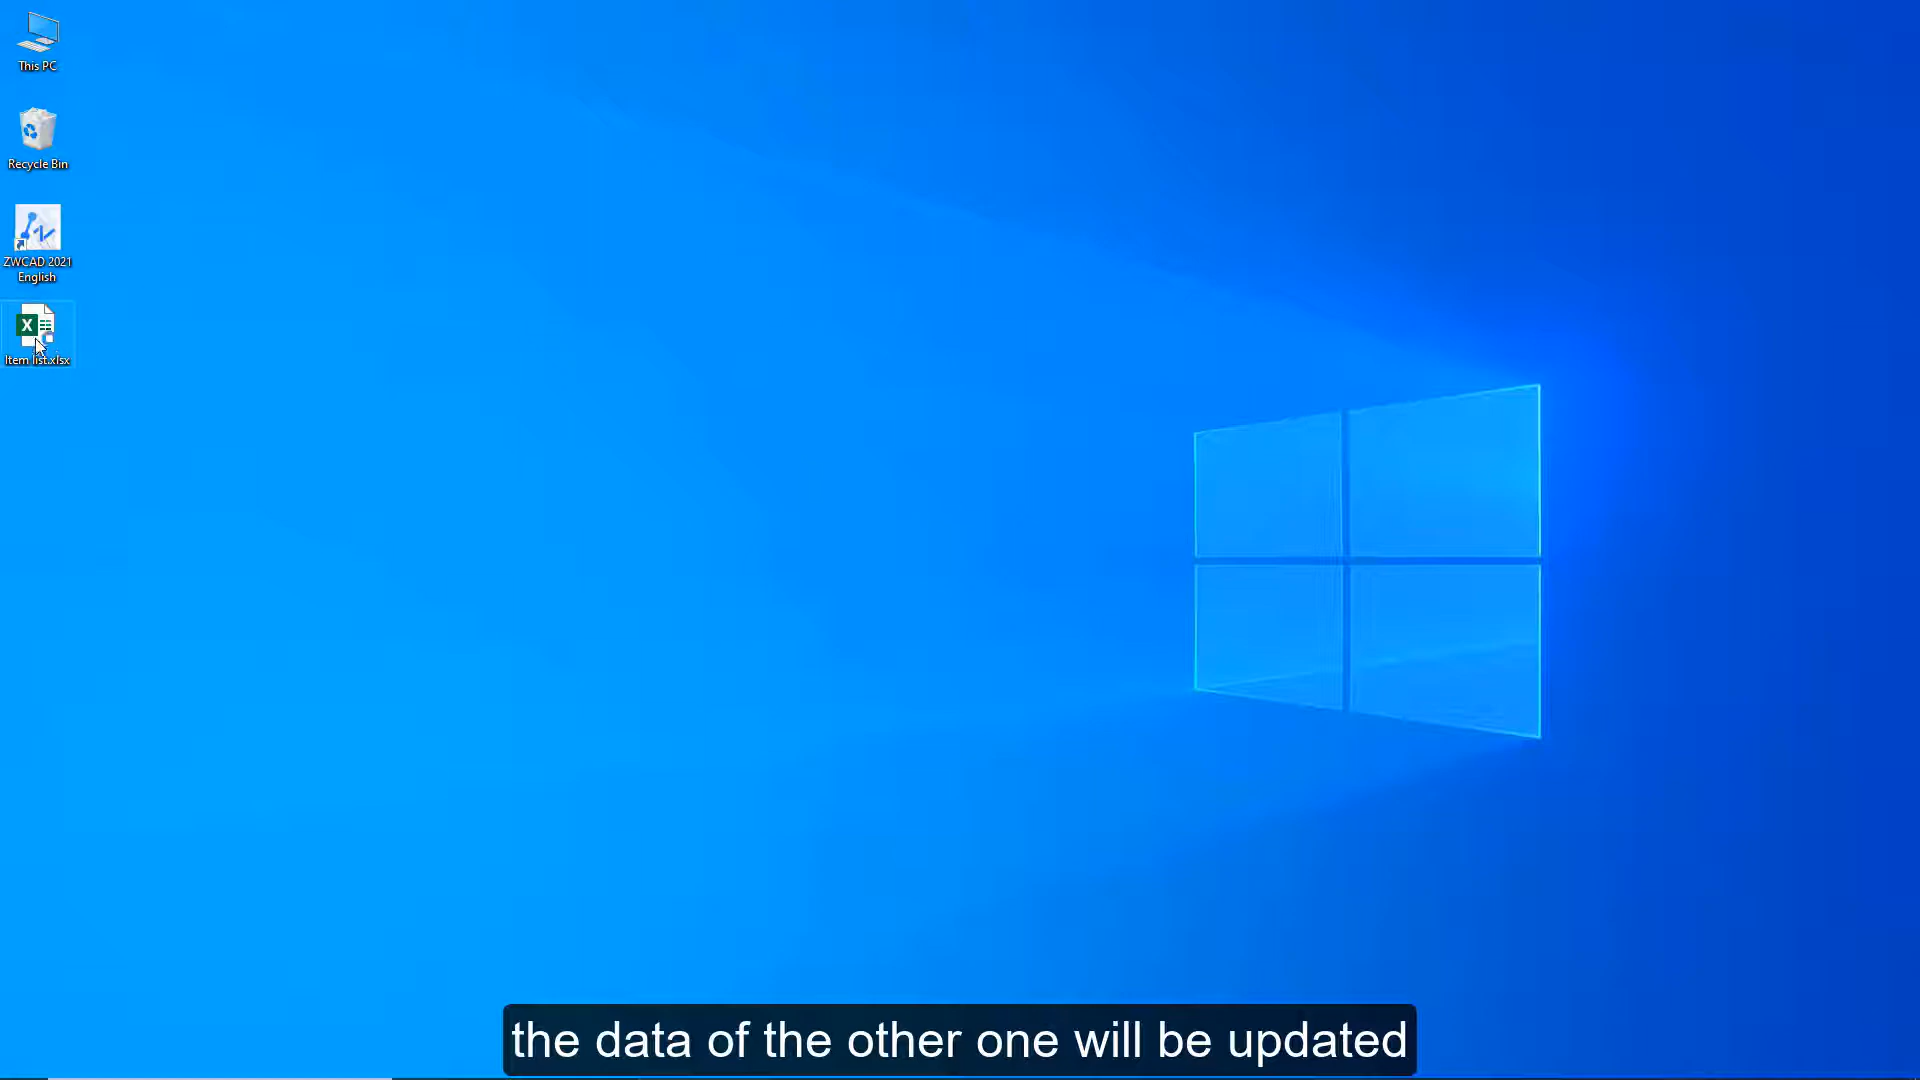 This PC
Recycle Bin
ZWCAD 2021
English
X
Item list.xlsx
the data of the other one will be updated